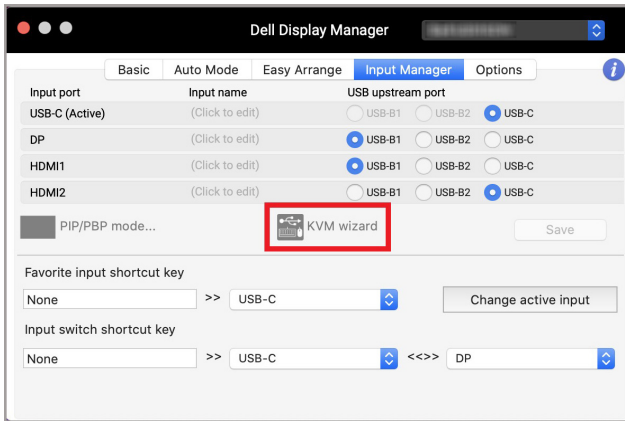 Dell Display Manager
Basic Auto Mode Easy Arrange Input Manager Options i
Input port Input name USB upstream port
USB-C (Active) (Click to edit) USB-B1 USB-B2 USB-C
DP (Click to edit) USB-B1 USB-B2 USB-C
HDMI1 (Click to edit) USB-B1 USB-B2 USB-C
HDMI2 (Click to edit) USB-B1 USB-B2 USB-C
PIP/PBP mode... KVM wizard Save
Favorite input shortcut key
None >> USB-C Change active input
Input switch shortcut key
None >> USB-C <<>> DP